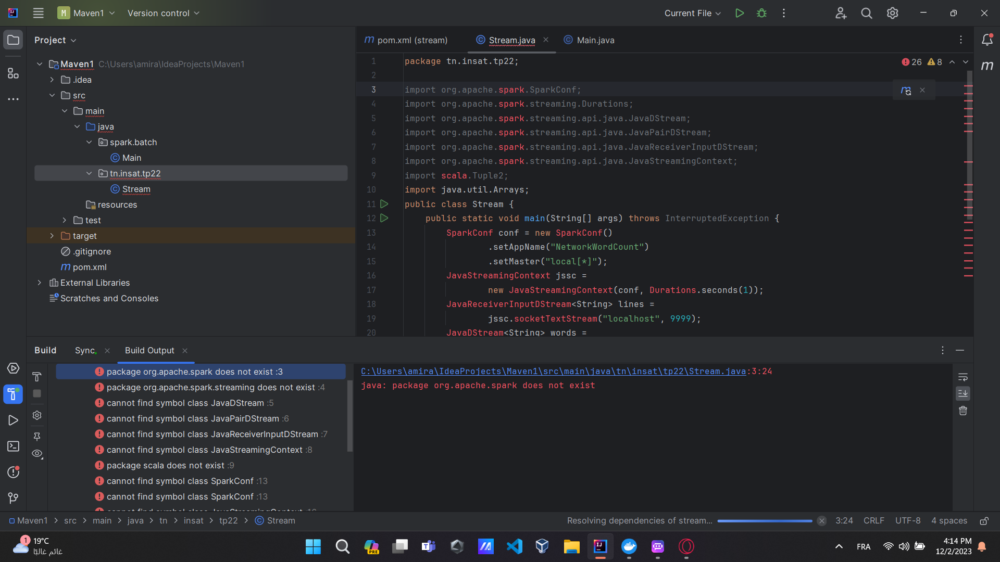 M Maven1 Version control Current File
Project
Maven1 C:\Users\amira\IdeaProjects\Maven1
.idea
src
main
java
spark.batch
Main
tn.insat.tp22
Stream
resources
test
target
.gitignore
m pom.xml
External Libraries
Scratches and Consoles
m pom.xml (stream) Stream.java Main.java
26 8
1 package tn.insat.tp22;
2
3 import org.apache.spark.SparkConf;
4 import org.apache.spark.streaming.Durations;
5 import org.apache.spark.streaming.api.java.JavaDStream;
6 import org.apache.spark.streaming.api.java.JavaPairDStream;
7 import org.apache.spark.streaming.api.java.JavaReceiverInputDStream;
8 import org.apache.spark.streaming.api.java.JavaStreamingContext;
9 import scala.Tuple2;
10 import java.util.Arrays;
11 public class Stream {
12 public static void main(String[] args) throws InterruptedException {
13 SparkConf conf = new SparkConf()
14 .setAppName("NetworkWordCount")
15 .setMaster("local[*]");
16 JavaStreamingContext jssc =
17 new JavaStreamingContext(conf, Durations.seconds(1));
18 JavaReceiverInputDStream<String> lines =
19 jssc.socketTextStream("localhost", 9999);
20 JavaDStream<String> words =
Build Sync Build Output
package org.apache.spark does not exist :3
package org.apache.spark.streaming does not exist :4
cannot find symbol class JavaDStream :5
cannot find symbol class JavaPairDStream :6
cannot find symbol class JavaReceiverInputDStream :7
cannot find symbol class JavaStreamingContext :8
package scala does not exist :9
cannot find symbol class SparkConf :13
cannot find symbol class SparkConf :13
cannot find symbol class JavaStreamingContext :16
C:\Users\amira\IdeaProjects\Maven1\src\main\java\tn\insat\tp22\Stream.java:3:24
java: package org.apache.spark does not exist
Maven1 > src > main > java > tn > insat > tp22 > Stream
Resolving dependencies of stream... 3:24 CRLF UTF-8 4 spaces
1 19°C
غائم غالبًا
PRE
FRA
4:14 PM
12/2/2023